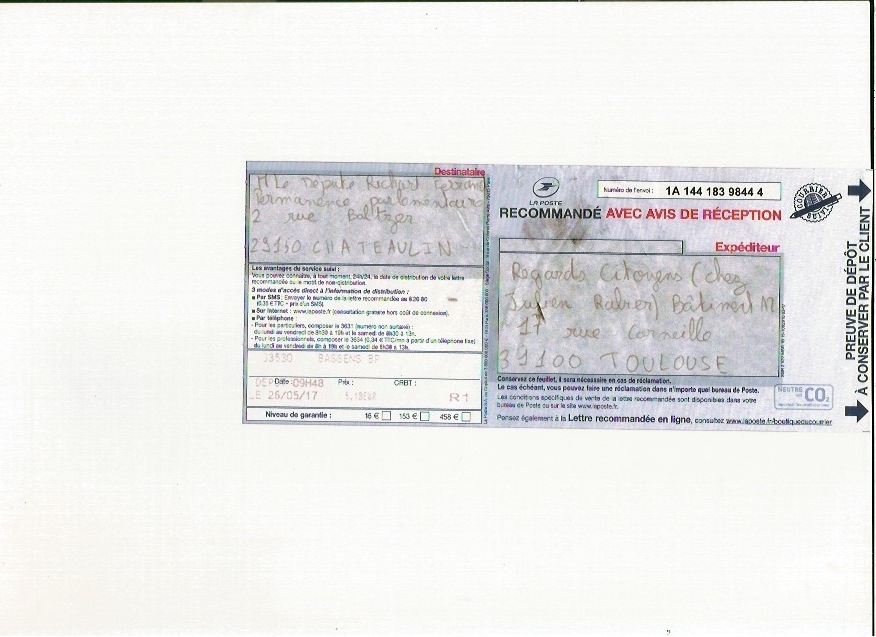 Destinataire
M Le Député Richard Ferrand
Permanence parlementaire
2 rue Baltzer
29150 CHATEAULIN
Les avantages du service suivi :
Vous pouvez connaître, à tout moment, 24h/24, la date de distribution de votre lettre
recommandée ou le motif de non-distribution.
3 modes d'accès direct à l'information de distribution :
■ Par SMS: Envoyer le numéro de la lettre recommandée au 6 20 80
(0,35 € TTC + prix d'un SMS).
■ Sur Internet : www.laposte.fr (consultation gratuite hors coût de connexion).
■ Par téléphone :
- Pour les particuliers, composer le 3631 (numéro non surtaxé) :
du lundi au vendredi de 8h30 à 19h et le samedi de 8h30 à 13h.
- Pour les professionnels, composer le 3634 (0,34 € TTC/mn à partir d'un téléphone fixe)
du lundi au vendredi de 8h à 19h et le samedi de 8h30 à 13h.
33530 BASSENS BP
DEP Date : 09H48 Prix : CRBT :
LE 26/05/17 R1
Niveau de garantie : 16 € 153 € 458 €
LA POSTE
Numéro de l'envoi : 1A 144 183 9844 4
RECOMMANDÉ AVEC AVIS DE RÉCEPTION
COURRIER SUIVI
Expéditeur
Regards Citoyens (chez
Rabier) Bâtiment M
17 rue Corneille
31100 TOULOUSE
Conservez ce feuillet, il sera nécessaire en cas de réclamation.
Le cas échéant, vous pouvez faire une réclamation dans n'importe quel bureau de Poste.
Les conditions spécifiques de vente de la lettre recommandée sont disponibles dans votre
bureau de Poste ou sur le site www.laposte.fr.
Pensez également à la Lettre recommandée en ligne, consultez www.laposte.fr/boutiqueducourrier
NEUTRE
CO₂
PREUVE DE DÉPÔT
À CONSERVER PAR LE CLIENT